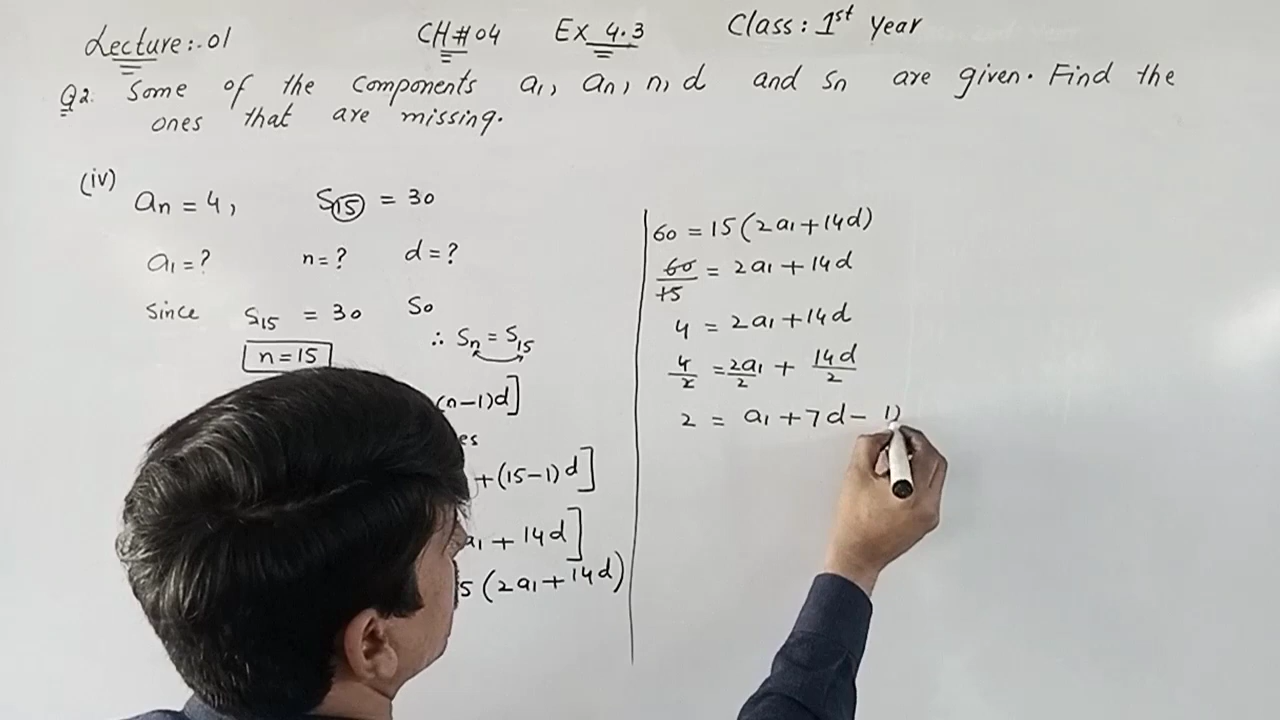 Lecture:-01 CH#04 Ex 4.3 Class: 1st Year
Q2. Some of the components a₁, aₙ, n, d and Sₙ are given. Find the
ones that are missing.
(iv) aₙ = 4, S₁₅ = 30
a₁ = ? n = ? d = ?
Since S₁₅ = 30 So
∴ Sₙ = S₁₅
n = 15
(n-1)d]
es
+(15-1)d]
a₁ + 14d]
5(2a₁+14d)
60 = 15(2a₁+14d)
60/15 = 2a₁ + 14d
4 = 2a₁ + 14d
4/2 = 2a₁/2 + 14d/2
2 = a₁ + 7d - 1)